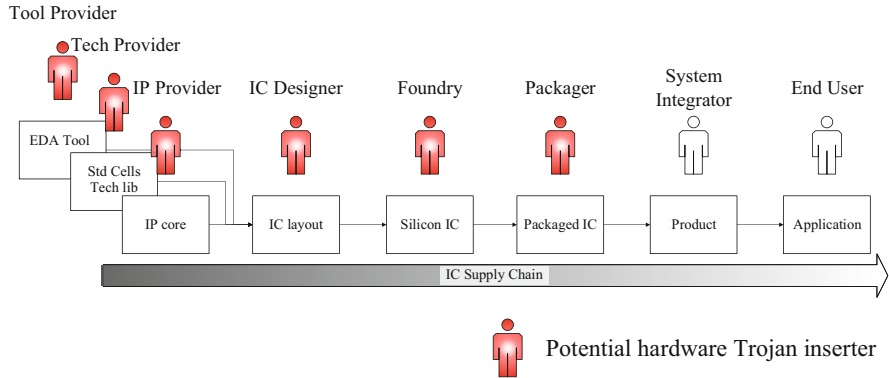 Tool Provider
Tech Provider
IP Provider
IC Designer
Foundry
Packager
System
Integrator
End User
EDA Tool
Std Cells
Tech lib
IP core
IC layout
Silicon IC
Packaged IC
Product
Application
IC Supply Chain
Potential hardware Trojan inserter